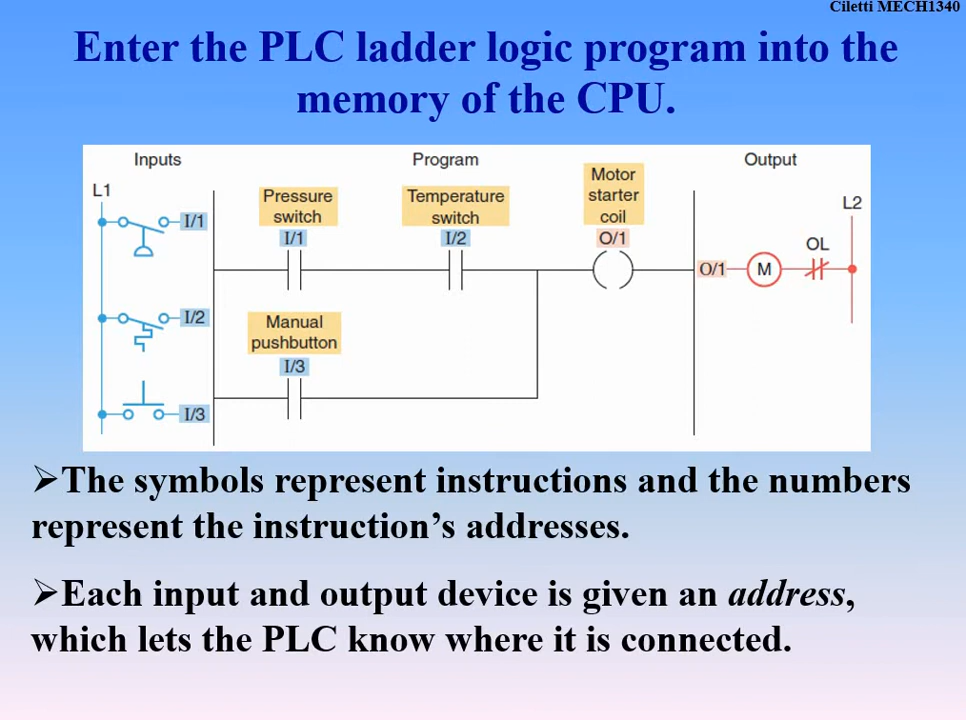 Ciletti MECH1340
Enter the PLC ladder logic program into the
memory of the CPU.
Inputs
Program
Output
L1
I/1
I/2
I/3
Pressure
switch
I/1
Temperature
switch
I/2
Motor
starter
coil
O/1
Manual
pushbutton
I/3
O/1
M
OL
L2
➢The symbols represent instructions and the numbers
represent the instruction’s addresses.
➢Each input and output device is given an address,
which lets the PLC know where it is connected.